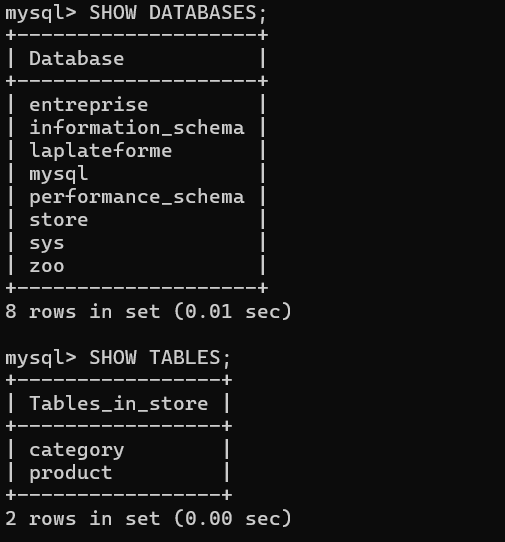 mysql> SHOW DATABASES;
+--------------------+
| Database           |
+--------------------+
| entreprise         |
| information_schema |
| laplateforme       |
| mysql              |
| performance_schema |
| store              |
| sys                |
| zoo                |
+--------------------+
8 rows in set (0.01 sec)

mysql> SHOW TABLES;
+-----------------+
| Tables_in_store |
+-----------------+
| category        |
| product         |
+-----------------+
2 rows in set (0.00 sec)